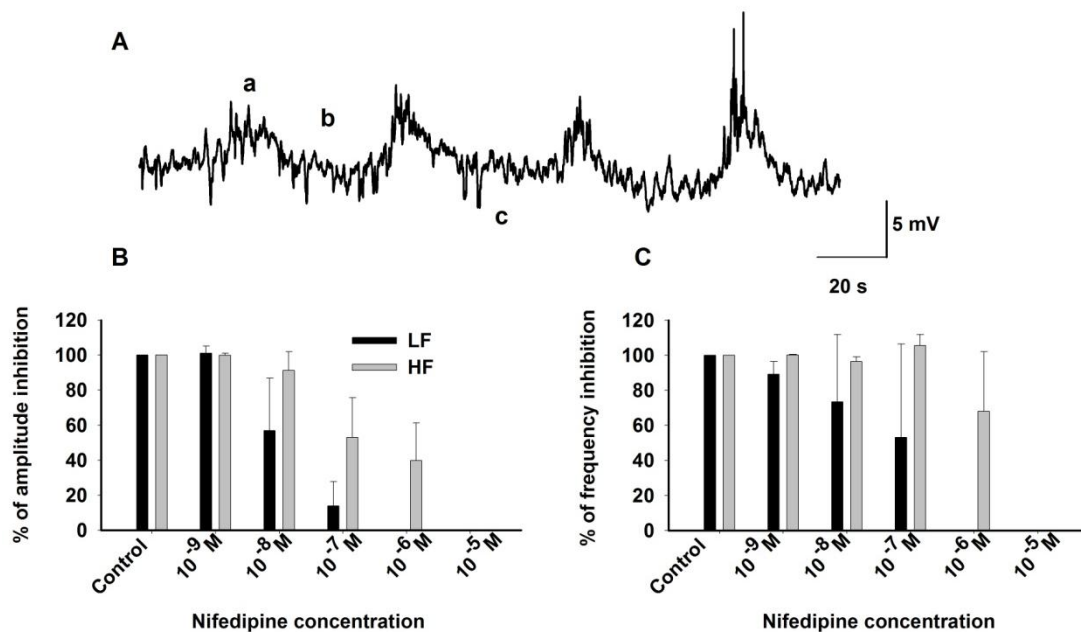 A
a
b
c
5 mV
20 s
B
% of amplitude inhibition
120
100
80
60
40
20
0
LF
HF
Control
10⁻⁹ M
10⁻⁸ M
10⁻⁷ M
10⁻⁶ M
10⁻⁵ M
Nifedipine concentration
C
% of frequency inhibition
120
100
80
60
40
20
0
Control
10⁻⁹ M
10⁻⁸ M
10⁻⁷ M
10⁻⁶ M
10⁻⁵ M
Nifedipine concentration